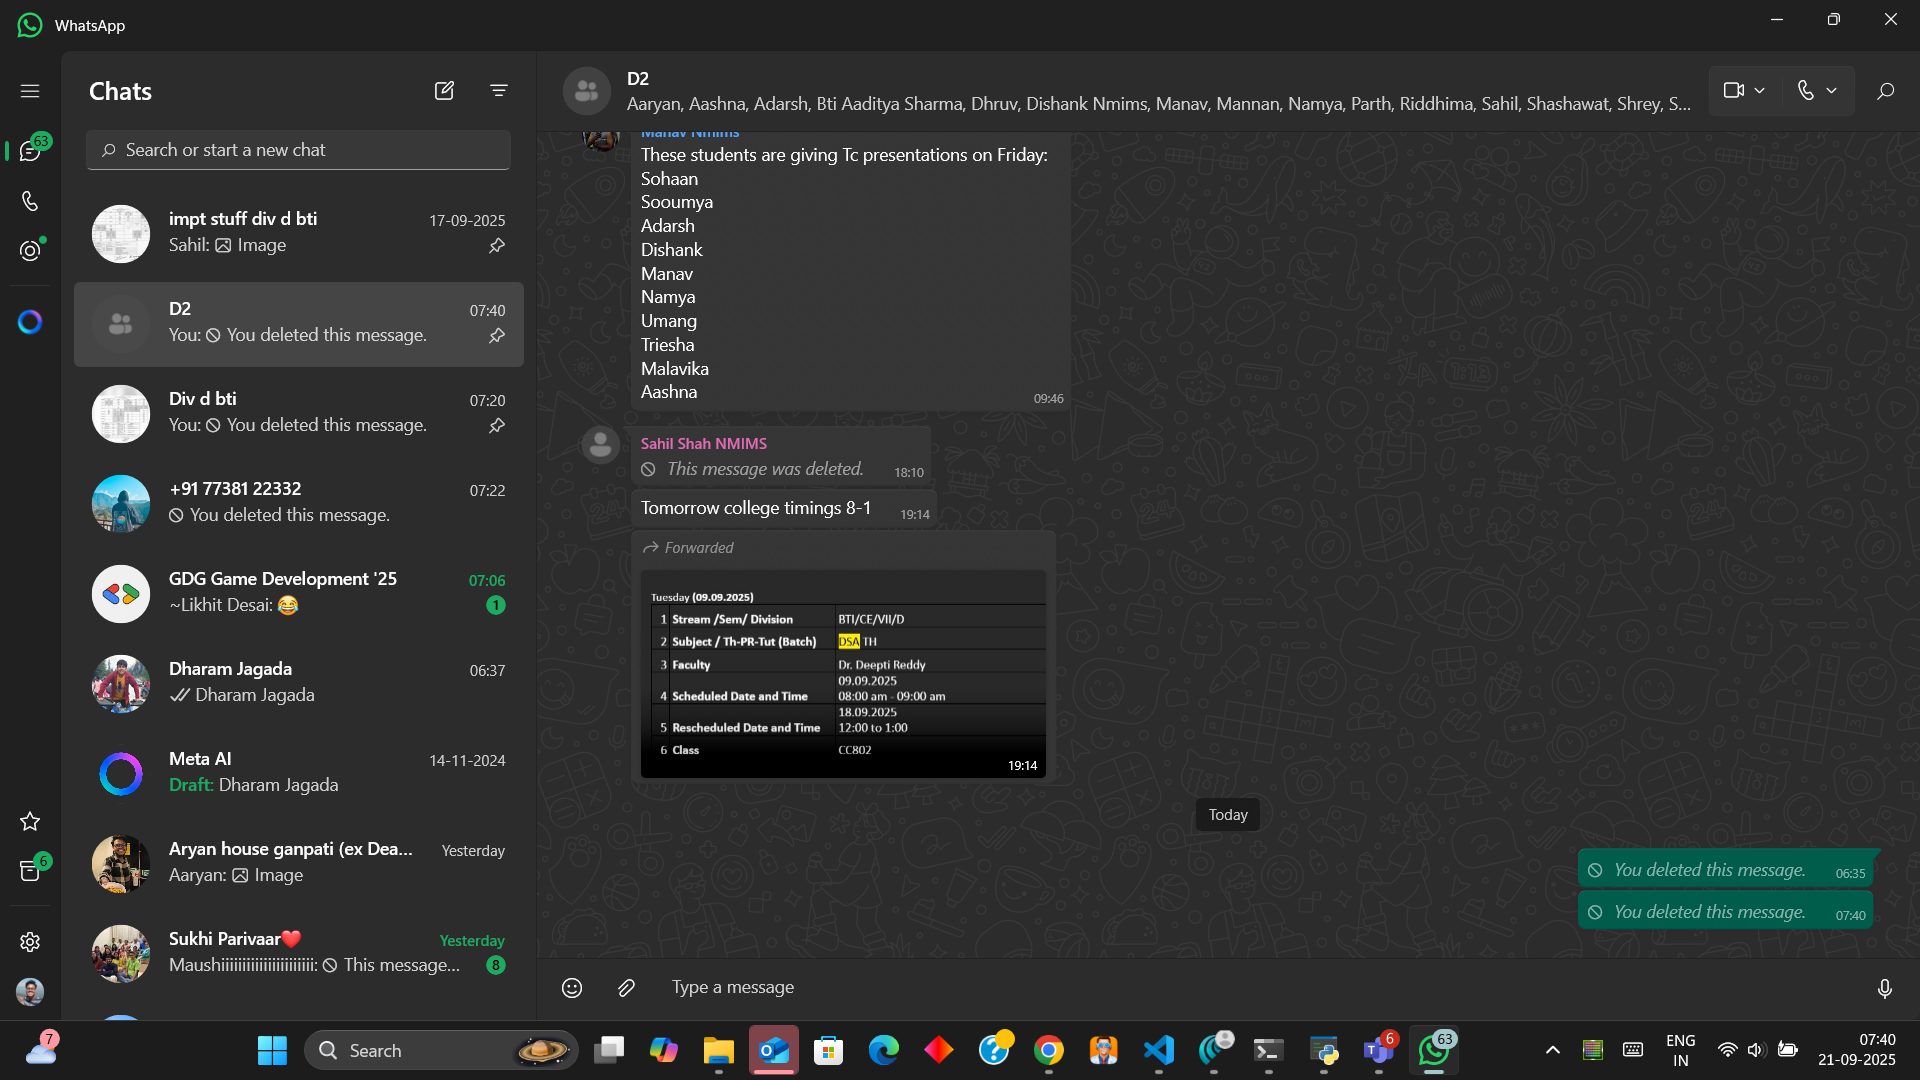 WhatsApp
Chats
Search or start a new chat
63
impt stuff div d bti
17-09-2025
Sahil: Image
D2
07:40
You: You deleted this message.
Div d bti
07:20
You: You deleted this message.
+91 77381 22332
07:22
You deleted this message.
GDG Game Development '25
07:06
~Likhit Desai: 😂
1
Dharam Jagada
06:37
Dharam Jagada
Meta AI
14-11-2024
Draft: Dharam Jagada
Aryan house ganpati (ex Dea...
Yesterday
Aaryan: Image
6
Sukhi Parivaar❤️
Yesterday
Maushiiiiiiiiiiiiiiiiiiiiiii: This message...
8
D2
Aaryan, Aashna, Adarsh, Bti Aaditya Sharma, Dhruv, Dishank Nmims, Manav, Mannan, Namya, Parth, Riddhima, Sahil, Shashawat, Shrey, S...
Manav Nmims
These students are giving Tc presentations on Friday:
Sohaan
Sooumya
Adarsh
Dishank
Manav
Namya
Umang
Triesha
Malavika
Aashna
09:46
Sahil Shah NMIMS
This message was deleted.
18:10
Tomorrow college timings 8-1
19:14
Forwarded
Tuesday (09.09.2025)
1 Stream /Sem/ Division BTI/CE/VII/D
2 Subject / Th-PR-Tut (Batch) DSA TH
3 Faculty Dr. Deepti Reddy
09.09.2025
4 Scheduled Date and Time 08:00 am - 09:00 am
18.09.2025
5 Rescheduled Date and Time 12:00 to 1:00
6 Class CC802
19:14
Today
You deleted this message. 06:35
You deleted this message. 07:40
Type a message
7
Search
6
63
ENG
IN
07:40
21-09-2025